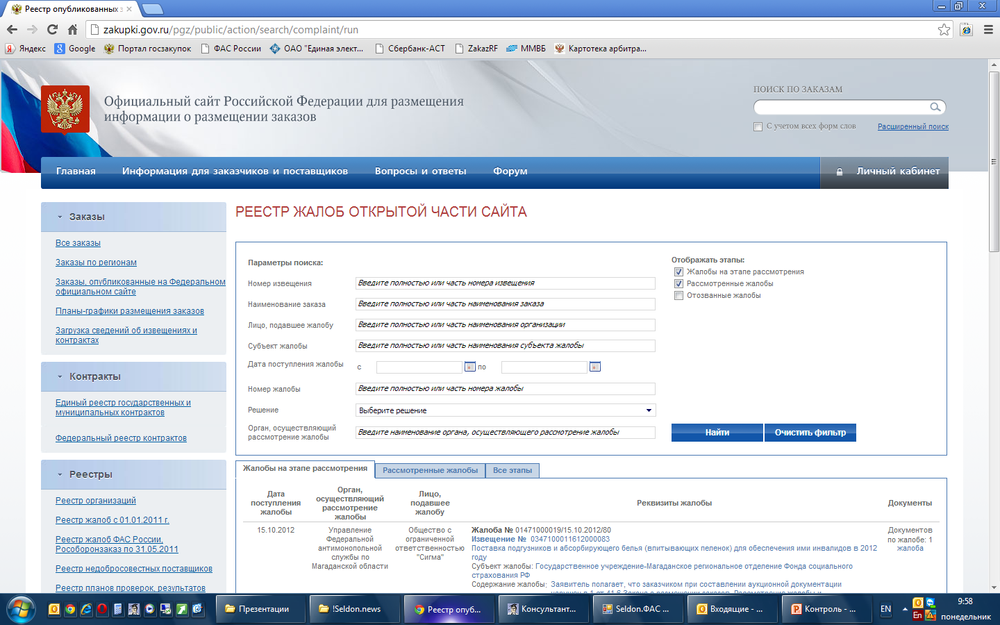 Реестр опубликованных з
zakupki.gov.ru/pgz/public/action/search/complaint/run
Яндекс
Google
Портал госзакупок
ФАС России
ОАО "Единая элект...
Сбербанк-АСТ
ZakazRF
ММВБ
Картотека арбитра...
Официальный сайт Российской Федерации для размещения
информации о размещении заказов
ПОИСК ПО ЗАКАЗАМ
С учетом всех форм слов
Расширенный поиск
Главная
Информация для заказчиков и поставщиков
Вопросы и ответы
Форум
Личный кабинет
Заказы
Все заказы
Заказы по регионам
Заказы, опубликованные на Федеральном
официальном сайте
Планы-графики размещения заказов
Загрузка сведений об извещениях и
контрактах
Контракты
Единый реестр государственных и
муниципальных контрактов
Федеральный реестр контрактов
Реестры
Реестр организаций
Реестр жалоб с 01.01.2011 г.
Реестр жалоб ФАС России,
Рособоронзаказ по 31.05.2011
Реестр недобросовестных поставщиков
Реестр планов проверок, результатов
РЕЕСТР ЖАЛОБ ОТКРЫТОЙ ЧАСТИ САЙТА
Параметры поиска:
Номер извещения
Введите полностью или часть номера извещения
Наименование заказа
Введите полностью или часть наименования заказа
Лицо, подавшее жалобу
Введите полностью или часть наименования организации
Субъект жалобы
Введите полностью или часть наименования субъекта жалобы
Дата поступления жалобы
с
по
Номер жалобы
Введите полностью или часть номера жалобы
Решение
Выберите решение
Орган, осуществляющий
рассмотрение жалобы
Введите наименование органа, осуществляющего рассмотрение жалобы
Отображать этапы:
Жалобы на этапе рассмотрения
Рассмотренные жалобы
Отозванные жалобы
Найти
Очистить фильтр
Жалобы на этапе рассмотрения
Рассмотренные жалобы
Все этапы
Дата
поступления
жалобы
Орган,
осуществляющий
рассмотрение
жалобы
Лицо,
подавшее
жалобу
Реквизиты жалобы
Документы
15.10.2012
Управление
Федеральной
антимонопольной
службы по
Магаданской области
Общество с
ограниченной
ответственностью
"Сигма"
Жалоба № 01471000019/15.10.2012/80
Извещение № 0347100011612000083
Поставка подгузников и абсорбирующего белья (впитывающих пеленок) для обеспечения ими инвалидов в 2012
году
Субъект жалобы: Государственное учреждение-Магаданское региональное отделение Фонда социального
страхования РФ
Содержание жалобы: Заявитель полагает, что заказчиком при составлении аукционной документации
Документов
по жалобе: 1
жалоба
Презентации
!Seldon.news
Реестр опуб...
Консультант...
Seldon.ФАС ...
Входящие - ...
Контроль - ...
EN
En
9:58
понедельник